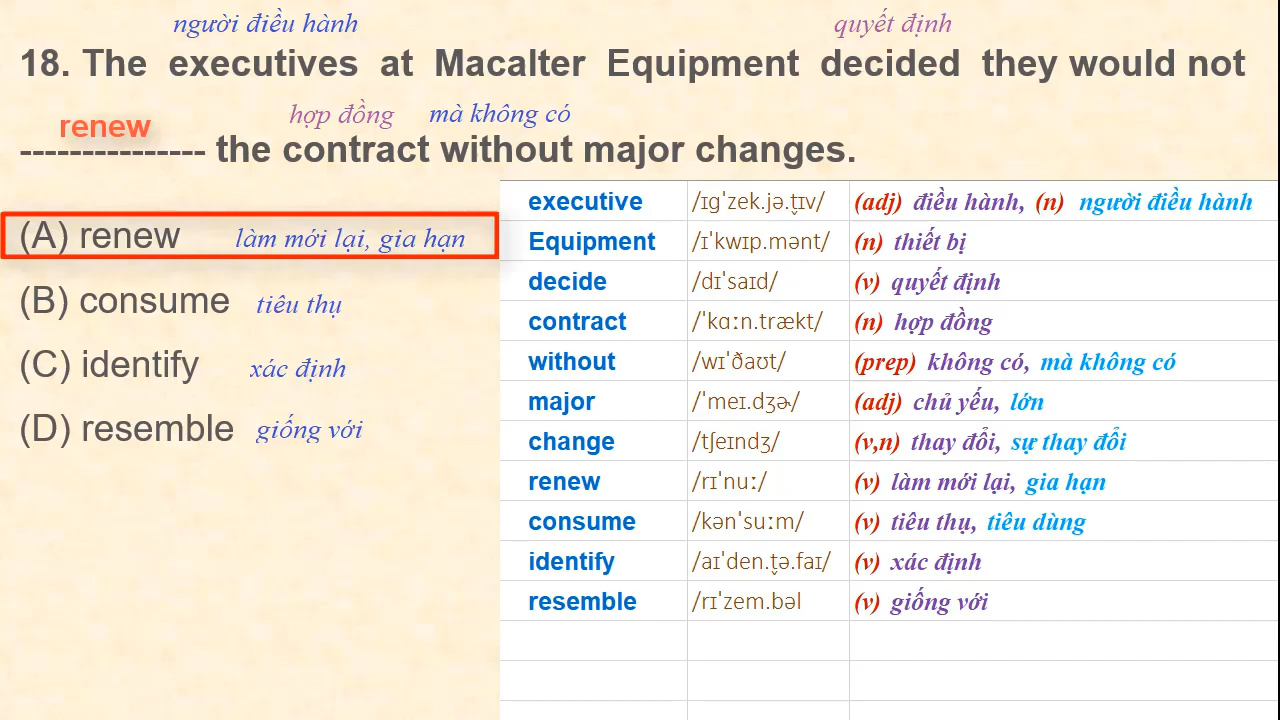 người điều hành quyết định
18. The executives at Macalter Equipment decided they would not
hợp đồng mà không có
renew
--------------- the contract without major changes.
(A) renew làm mới lại, gia hạn
(B) consume tiêu thụ
(C) identify xác định
(D) resemble giống với
executive /ɪɡˈzek.jə.t̬ɪv/ (adj) điều hành, (n) người điều hành
Equipment /ɪˈkwɪp.mənt/ (n) thiết bị
decide /dɪˈsaɪd/ (v) quyết định
contract /ˈkɑːn.trækt/ (n) hợp đồng
without /wɪˈðaʊt/ (prep) không có, mà không có
major /ˈmeɪ.dʒɚ/ (adj) chủ yếu, lớn
change /tʃeɪndʒ/ (v,n) thay đổi, sự thay đổi
renew /rɪˈnuː/ (v) làm mới lại, gia hạn
consume /kənˈsuːm/ (v) tiêu thụ, tiêu dùng
identify /aɪˈden.t̬ə.faɪ/ (v) xác định
resemble /rɪˈzem.bəl (v) giống với